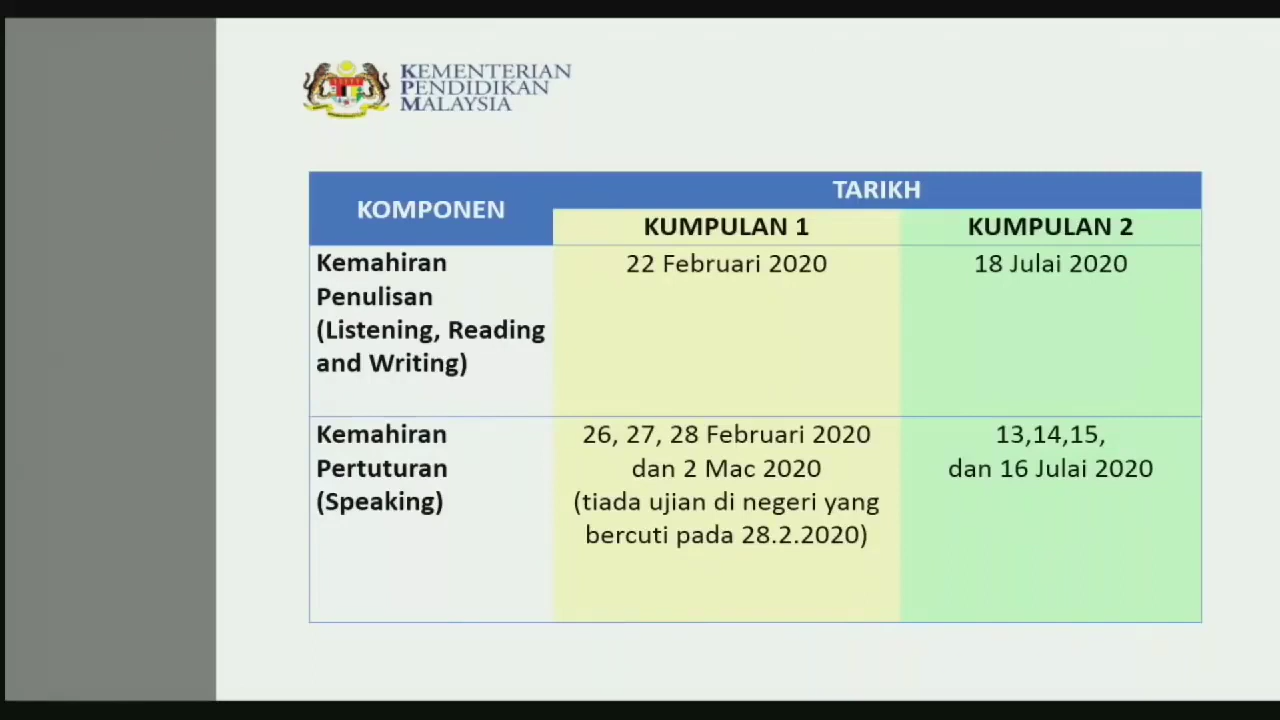 KEMENTERIAN
PENDIDIKAN
MALAYSIA
KOMPONEN
TARIKH
KUMPULAN 1
KUMPULAN 2
Kemahiran
Penulisan
(Listening, Reading
and Writing)
22 Februari 2020
18 Julai 2020
Kemahiran
Pertuturan
(Speaking)
26, 27, 28 Februari 2020
dan 2 Mac 2020
(tiada ujian di negeri yang
bercuti pada 28.2.2020)
13,14,15,
dan 16 Julai 2020